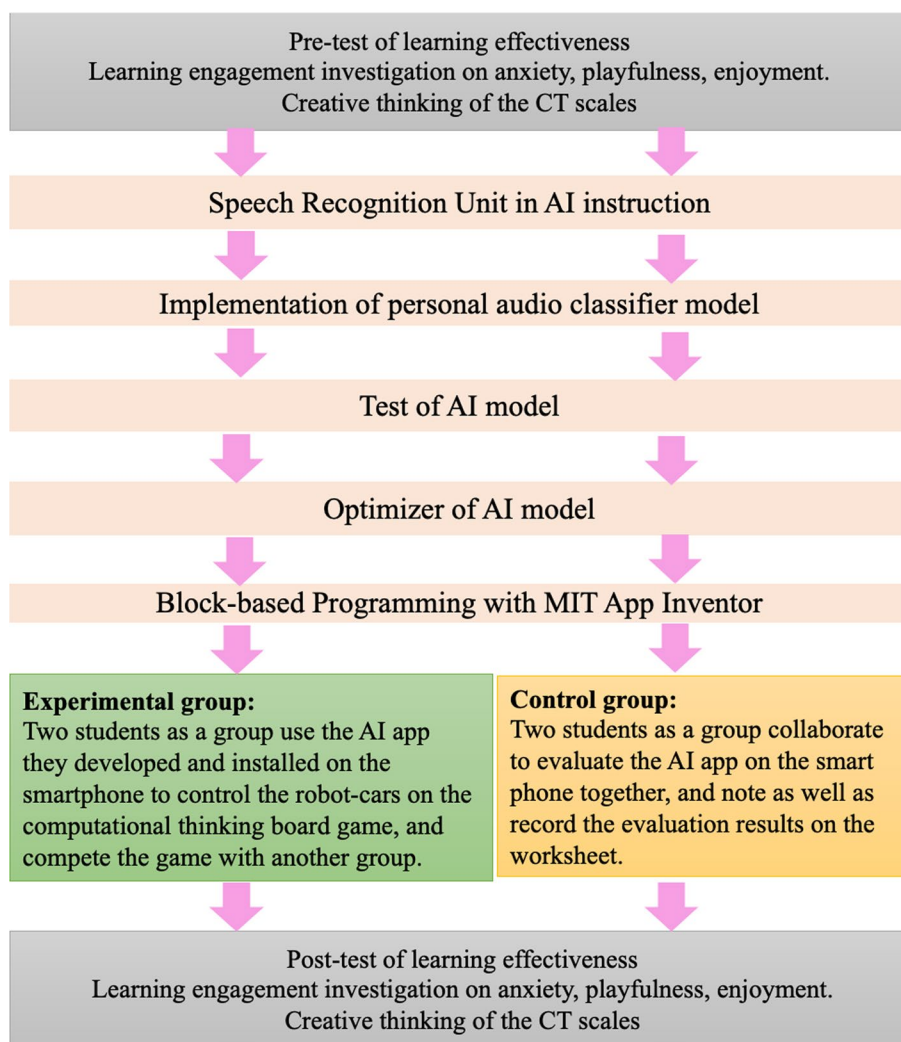 Pre-test of learning effectiveness
Learning engagement investigation on anxiety, playfulness, enjoyment.
Creative thinking of the CT scales
Speech Recognition Unit in AI instruction
Implementation of personal audio classifier model
Test of AI model
Optimizer of AI model
Block-based Programming with MIT App Inventor
Experimental group:
Two students as a group use the AI app
they developed and installed on the
smartphone to control the robot-cars on the
computational thinking board game, and
compete the game with another group.
Control group:
Two students as a group collaborate
to evaluate the AI app on the smart
phone together, and note as well as
record the evaluation results on the
worksheet.
Post-test of learning effectiveness
Learning engagement investigation on anxiety, playfulness, enjoyment.
Creative thinking of the CT scales